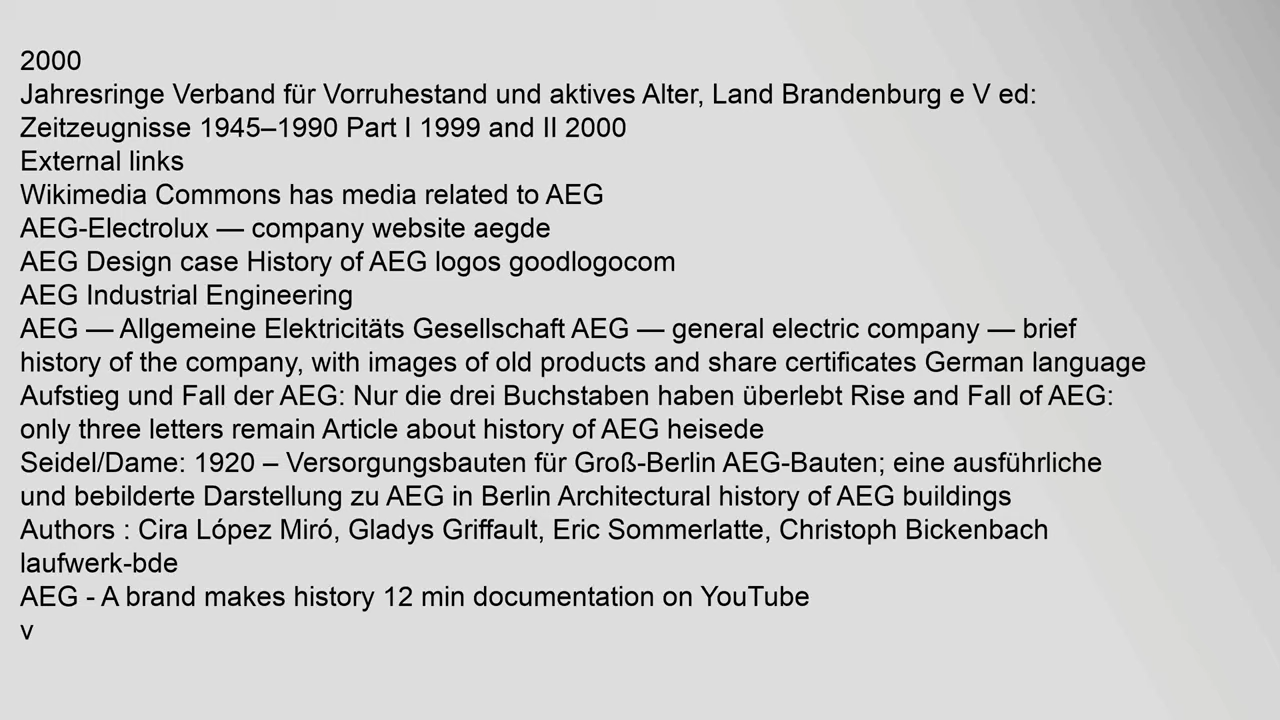 2000
Jahresringe Verband für Vorruhestand und aktives Alter, Land Brandenburg e V ed:
Zeitzeugnisse 1945–1990 Part I 1999 and II 2000
External links
Wikimedia Commons has media related to AEG
AEG-Electrolux — company website aegde
AEG Design case History of AEG logos goodlogocom
AEG Industrial Engineering
AEG — Allgemeine Elektricitäts Gesellschaft AEG — general electric company — brief
history of the company, with images of old products and share certificates German language
Aufstieg und Fall der AEG: Nur die drei Buchstaben haben überlebt Rise and Fall of AEG:
only three letters remain Article about history of AEG heisede
Seidel/Dame: 1920 – Versorgungsbauten für Groß-Berlin AEG-Bauten; eine ausführliche
und bebilderte Darstellung zu AEG in Berlin Architectural history of AEG buildings
Authors : Cira López Miró, Gladys Griffault, Eric Sommerlatte, Christoph Bickenbach
laufwerk-bde
AEG - A brand makes history 12 min documentation on YouTube
v